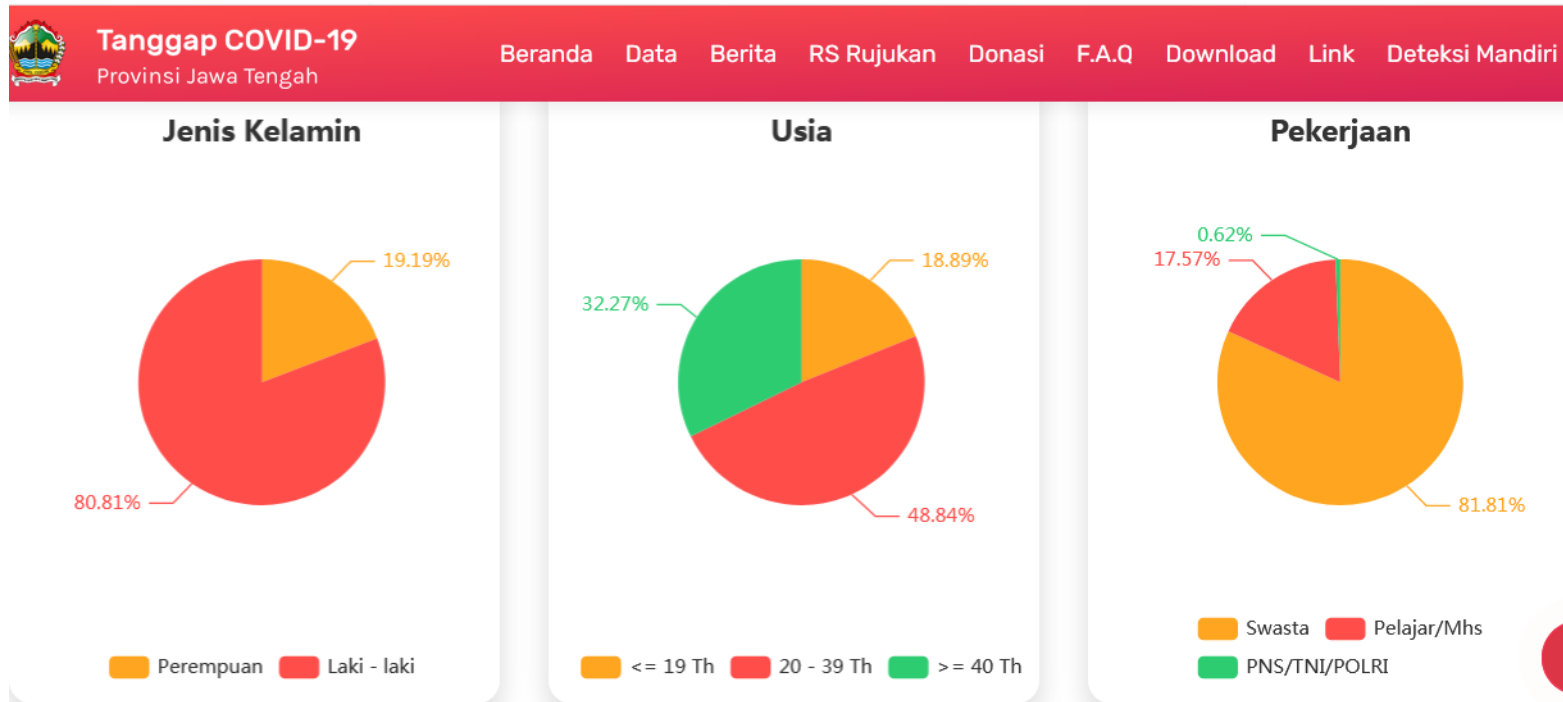 Tanggap COVID-19
Provinsi Jawa Tengah
Beranda Data Berita RS Rujukan Donasi F.A.Q Download Link Deteksi Mandiri
Jenis Kelamin
19.19%
80.81%
Perempuan Laki - laki
Usia
18.89%
32.27%
48.84%
<= 19 Th 20 - 39 Th >= 40 Th
Pekerjaan
0.62%
17.57%
81.81%
Swasta Pelajar/Mhs
PNS/TNI/POLRI